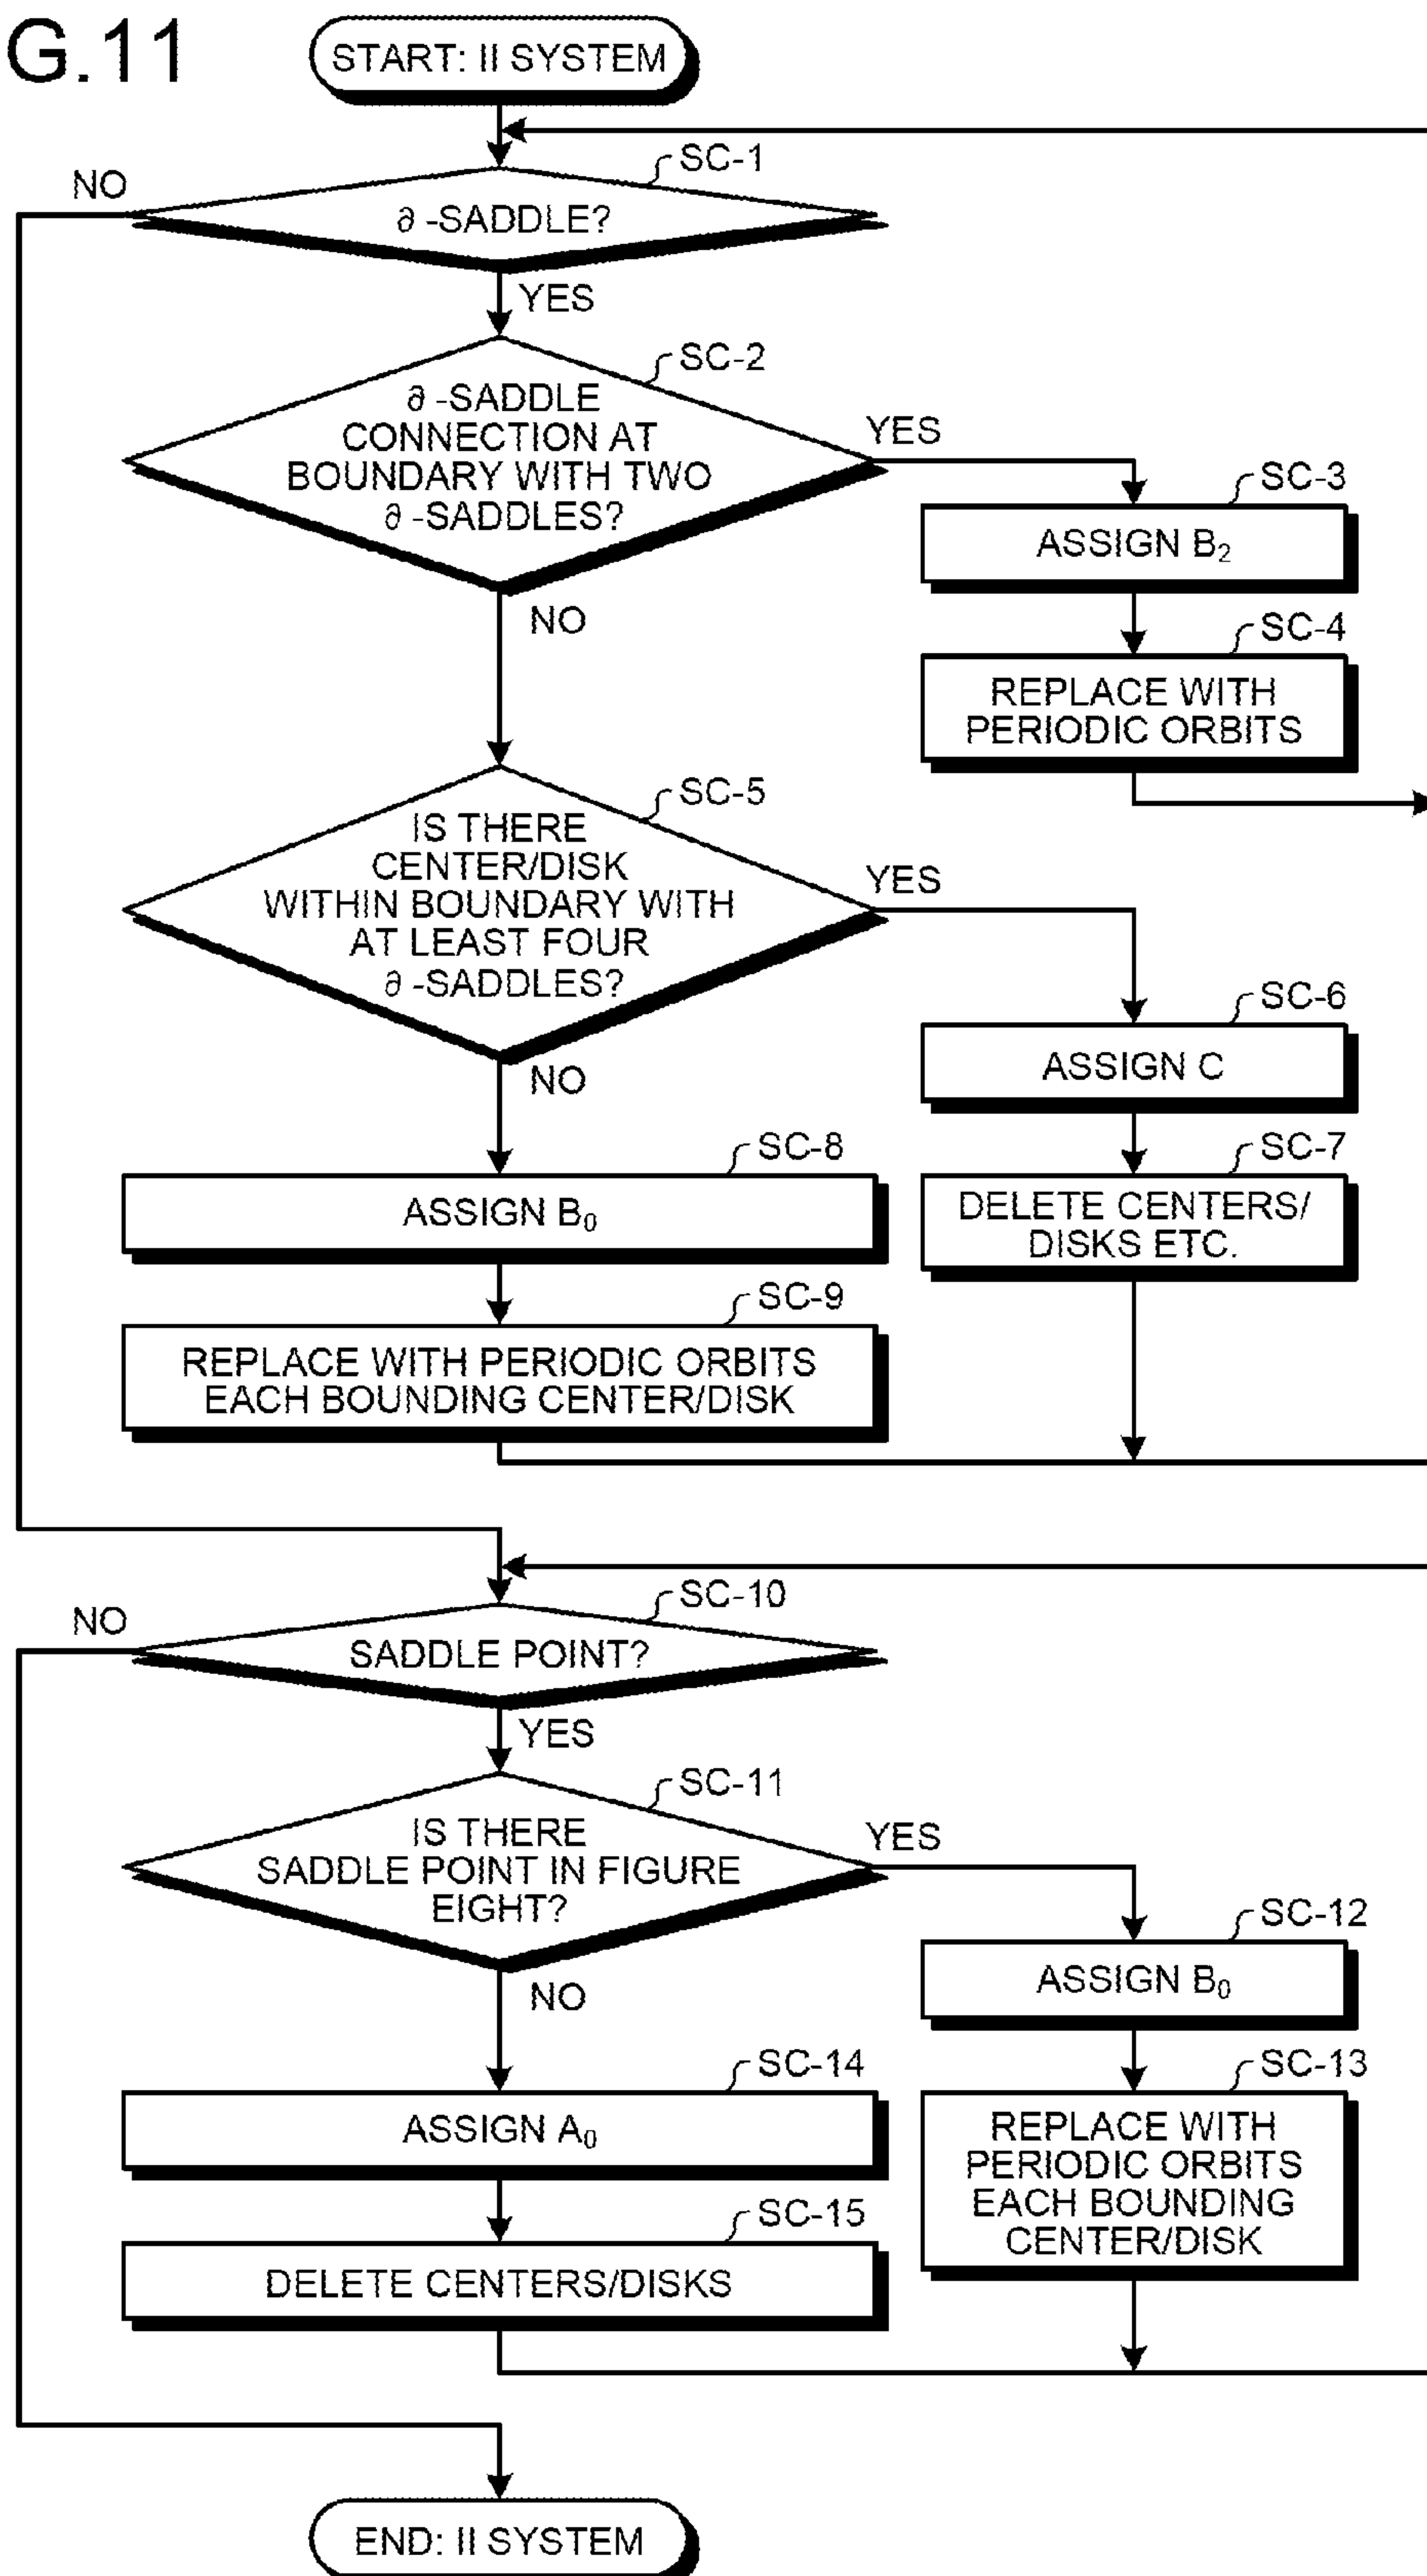 G.11
START: II SYSTEM
SC-1
NO
∂-SADDLE?
YES
SC-2
∂-SADDLE
CONNECTION AT
BOUNDARY WITH TWO
∂-SADDLES?
YES
SC-3
ASSIGN B₂
NO
SC-4
REPLACE WITH
PERIODIC ORBITS
SC-5
IS THERE
CENTER/DISK
WITHIN BOUNDARY WITH
AT LEAST FOUR
∂-SADDLES?
YES
SC-6
ASSIGN C
NO
SC-7
DELETE CENTERS/
DISKS ETC.
SC-8
ASSIGN B₀
SC-9
REPLACE WITH PERIODIC ORBITS
EACH BOUNDING CENTER/DISK
SC-10
NO
SADDLE POINT?
YES
SC-11
IS THERE
SADDLE POINT IN FIGURE
EIGHT?
YES
SC-12
ASSIGN B₀
NO
SC-13
REPLACE WITH
PERIODIC ORBITS
EACH BOUNDING
CENTER/DISK
SC-14
ASSIGN A₀
SC-15
DELETE CENTERS/DISKS
END: II SYSTEM